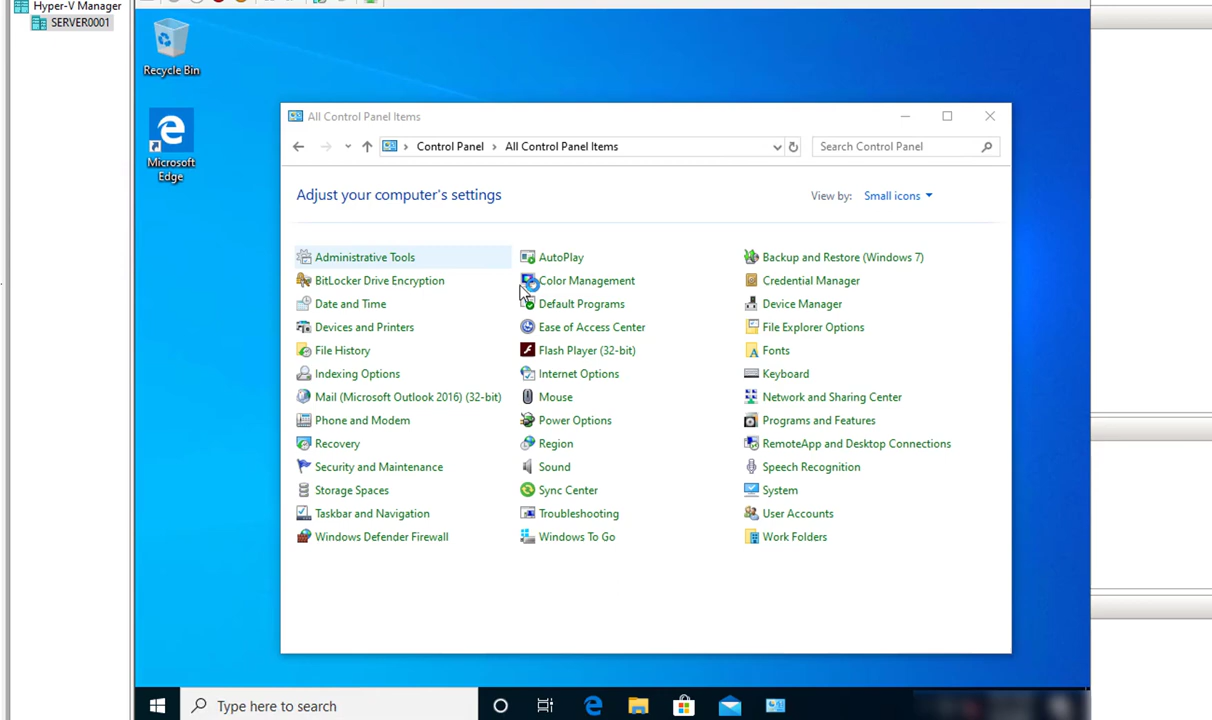 Hyper-V Manager
SERVER0001
Recycle Bin
Microsoft
Edge
All Control Panel Items
Control Panel > All Control Panel Items
Search Control Panel
Adjust your computer's settings
View by: Small icons
Administrative Tools
AutoPlay
Backup and Restore (Windows 7)
BitLocker Drive Encryption
Color Management
Credential Manager
Date and Time
Default Programs
Device Manager
Devices and Printers
Ease of Access Center
File Explorer Options
File History
Flash Player (32-bit)
Fonts
Indexing Options
Internet Options
Keyboard
Mail (Microsoft Outlook 2016) (32-bit)
Mouse
Network and Sharing Center
Phone and Modem
Power Options
Programs and Features
Recovery
Region
RemoteApp and Desktop Connections
Security and Maintenance
Sound
Speech Recognition
Storage Spaces
Sync Center
System
Taskbar and Navigation
Troubleshooting
User Accounts
Windows Defender Firewall
Windows To Go
Work Folders
Type here to search